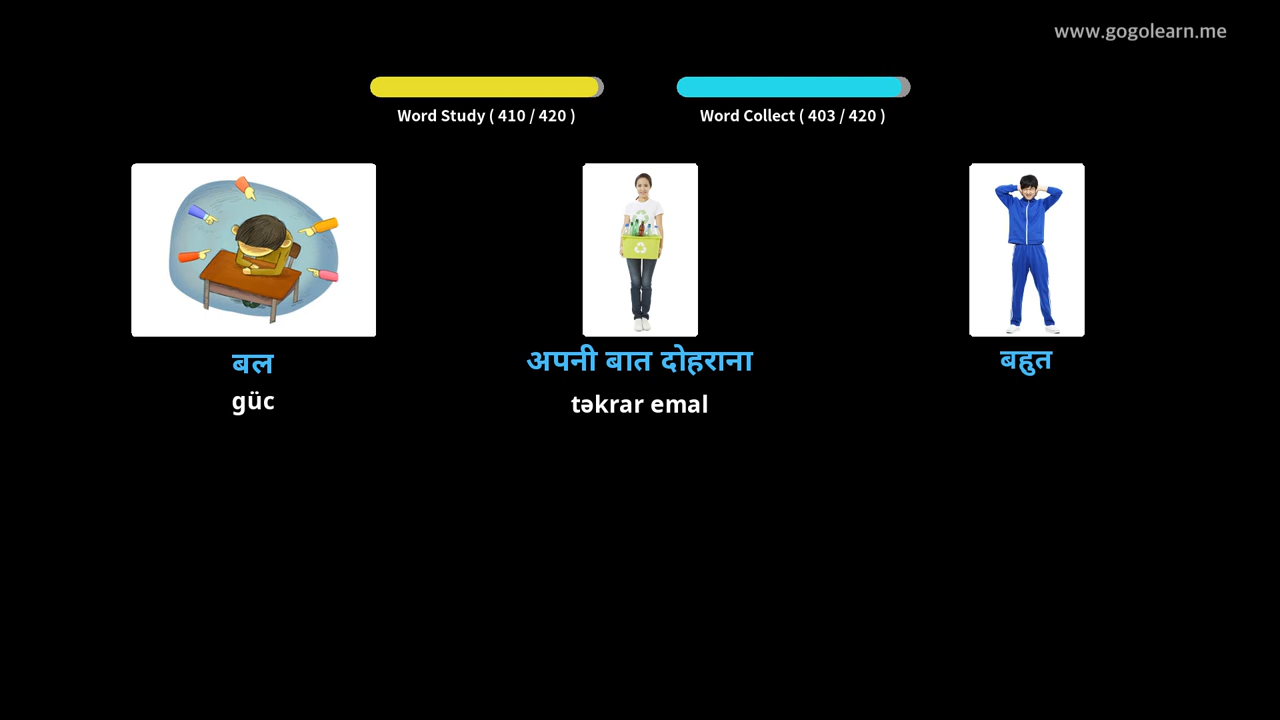 www.gogolearn.me
Word Study ( 410 / 420 )
Word Collect ( 403 / 420 )
बल
अपनी बात दोहराना
बहुत
güc
təkrar emal